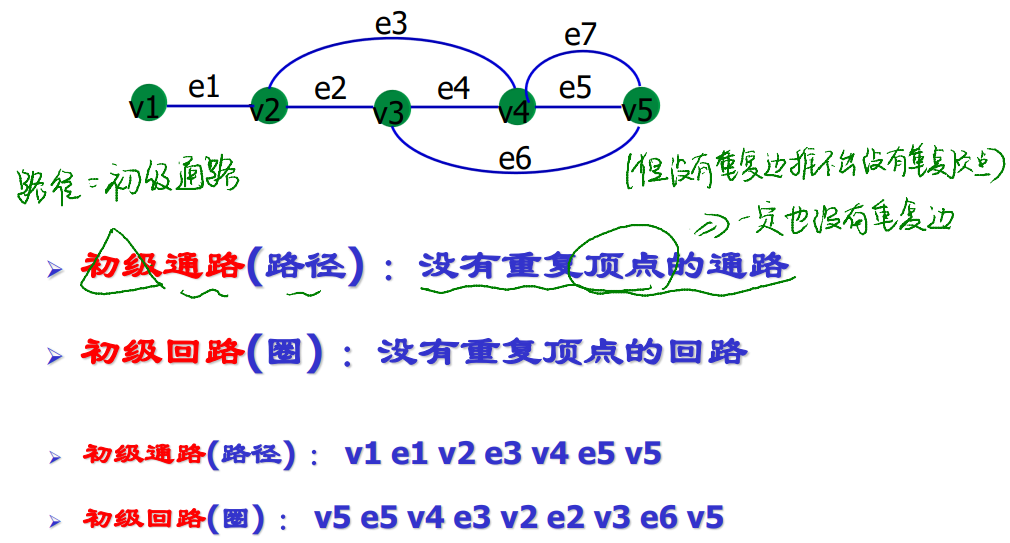 e3
e7
v1 e1 v2 e2 v3 e4 v4 e5 v5
e6
(但没有重复边推不出没有重复顶点)
路径=初级通路
=> 一定也没有重复边
初级通路(路径)：没有重复顶点的通路
初级回路(圈)：没有重复顶点的回路
初级通路(路径)： v1 e1 v2 e3 v4 e5 v5
初级回路(圈)： v5 e5 v4 e3 v2 e2 v3 e6 v5